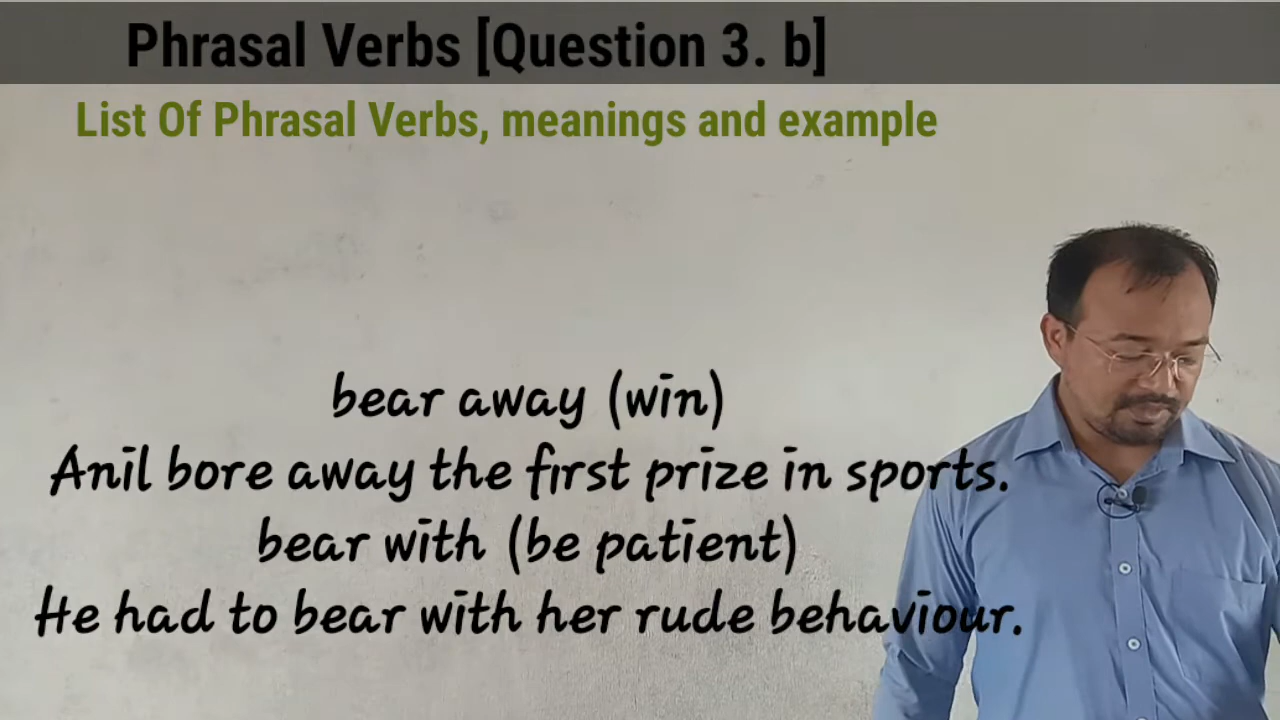 Phrasal Verbs [Question 3. b]
List Of Phrasal Verbs, meanings and example
bear away (win)
Anil bore away the first prize in sports.
bear with (be patient)
He had to bear with her rude behaviour.